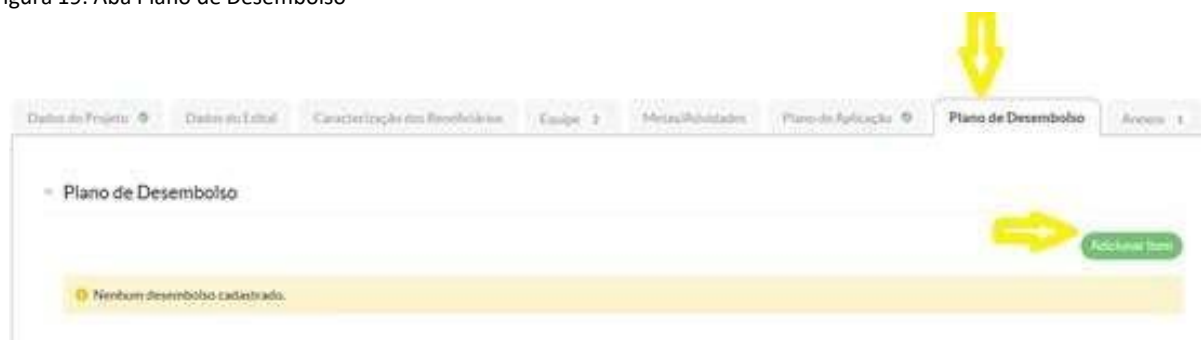 Figura 19: Aba Plano de Desembolso
Dados do Projeto Dados do Edital Caracterização dos Beneficiários Equipe 2 Metas/Atividades Plano de Aplicação Plano de Desembolso Anexos 1
Plano de Desembolso
Adicionar Item
Nenhum desembolso cadastrado.